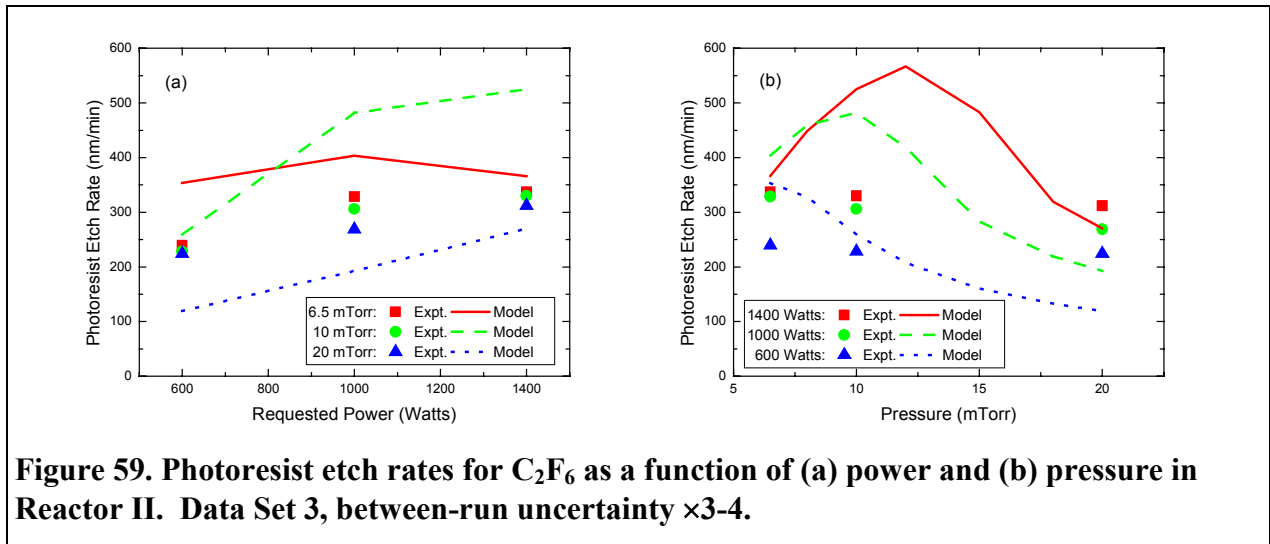 600
500
400
300
200
100
0
Photoresist Etch Rate (nm/min)
(a)
6.5 mTorr: Expt. Model
10 mTorr: Expt. Model
20 mTorr: Expt. Model
600 800 1000 1200 1400
Requested Power (Watts)
600
500
400
300
200
100
0
Photoresist Etch Rate (nm/min)
(b)
1400 Watts: Expt. Model
1000 Watts: Expt. Model
600 Watts: Expt. Model
5 10 15 20
Pressure (mTorr)
Figure 59. Photoresist etch rates for C₂F₆ as a function of (a) power and (b) pressure in
Reactor II. Data Set 3, between-run uncertainty ×3-4.